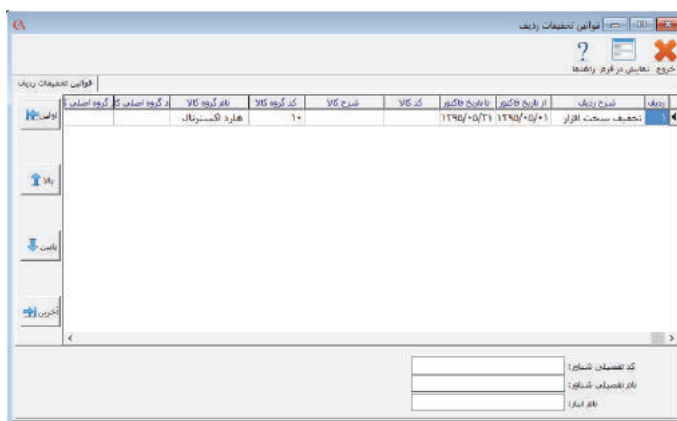 قوانین تخفیفات ردیف
خروج نمایش در فرم راهنما
قوانین تخفیفات ردیف
ردیف شرح ردیف از تاریخ فاکتور تا تاریخ فاکتور کد کالا شرح کالا کد گروه کالا نام گروه کالا د گروه اصلی کا گروه اصلی
۱ تخفیف سخت افزار ۱۳۹۵/۰۵/۰۱ ۱۳۹۵/۰۵/۳۱ ۱۰ هارد اکسترنال
اولین
بالا
پائین
آخرین
کد تفصیلی شناور:
نام تفصیلی شناور:
نام انبار: